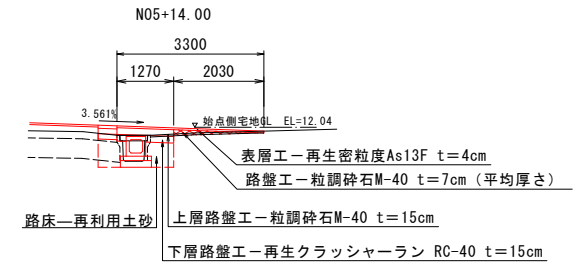 NO5+14.00
3300
1270 2030
3.561%
始点側宅地GL EL=12.04
表層工ー再生密粒度As13F t=4cm
路盤工ー粒調砕石M-40 t=7cm（平均厚さ）
路床―再利用土砂
上層路盤工ー粒調砕石M-40 t=15cm
下層路盤工ー再生クラッシャーラン RC-40 t=15cm